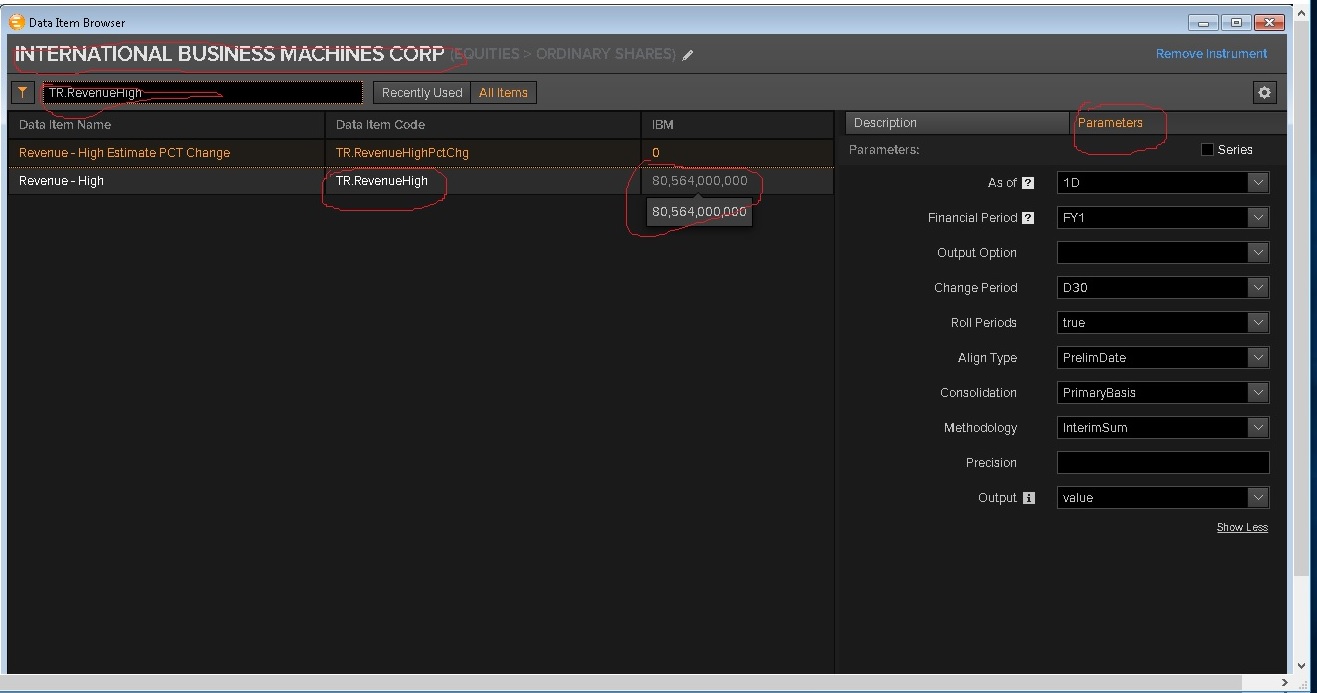 Data Item Browser
INTERNATIONAL BUSINESS MACHINES CORP (EQUITIES > ORDINARY SHARES) Remove Instrument
TR.RevenueHigh Recently Used All Items
Data Item Name Data Item Code IBM Description Parameters
Revenue - High Estimate PCT Change TR.RevenueHighPctChg 0 Parameters: Series
Revenue - High TR.RevenueHigh 80,564,000,000 As of ? 1D
80,564,000,000 Financial Period ? FY1
Output Option
Change Period D30
Roll Periods true
Align Type PrelimDate
Consolidation PrimaryBasis
Methodology InterimSum
Precision
Output i value
Show Less